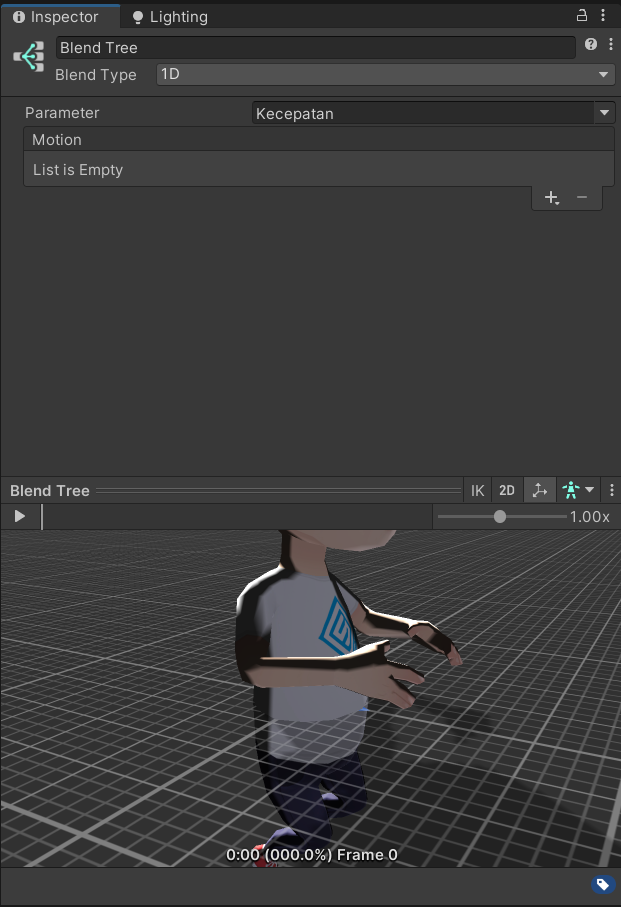 Inspector
Lighting
Blend Tree
Blend Type
1D
Parameter
Kecepatan
Motion
List is Empty
Blend Tree
IK
2D
1.00x
0:00 (000.0%) Frame 0